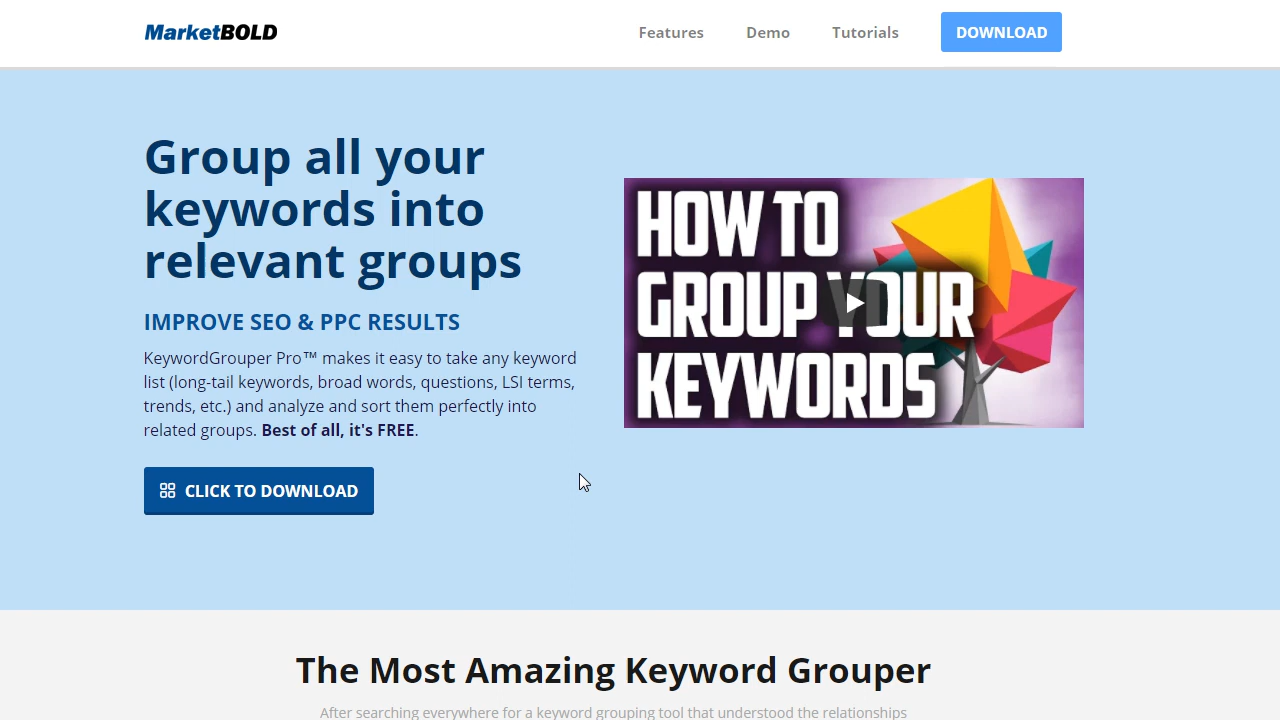 MarketBOLD
Features
Demo
Tutorials
DOWNLOAD
Group all your
keywords into
relevant groups
IMPROVE SEO & PPC RESULTS
KeywordGrouper Pro™ makes it easy to take any keyword
list (long-tail keywords, broad words, questions, LSI terms,
trends, etc.) and analyze and sort them perfectly into
related groups. Best of all, it's FREE.
CLICK TO DOWNLOAD
HOW TO
GROUP YOUR
KEYWORDS
The Most Amazing Keyword Grouper
After searching everywhere for a keyword grouping tool that understood the relationships